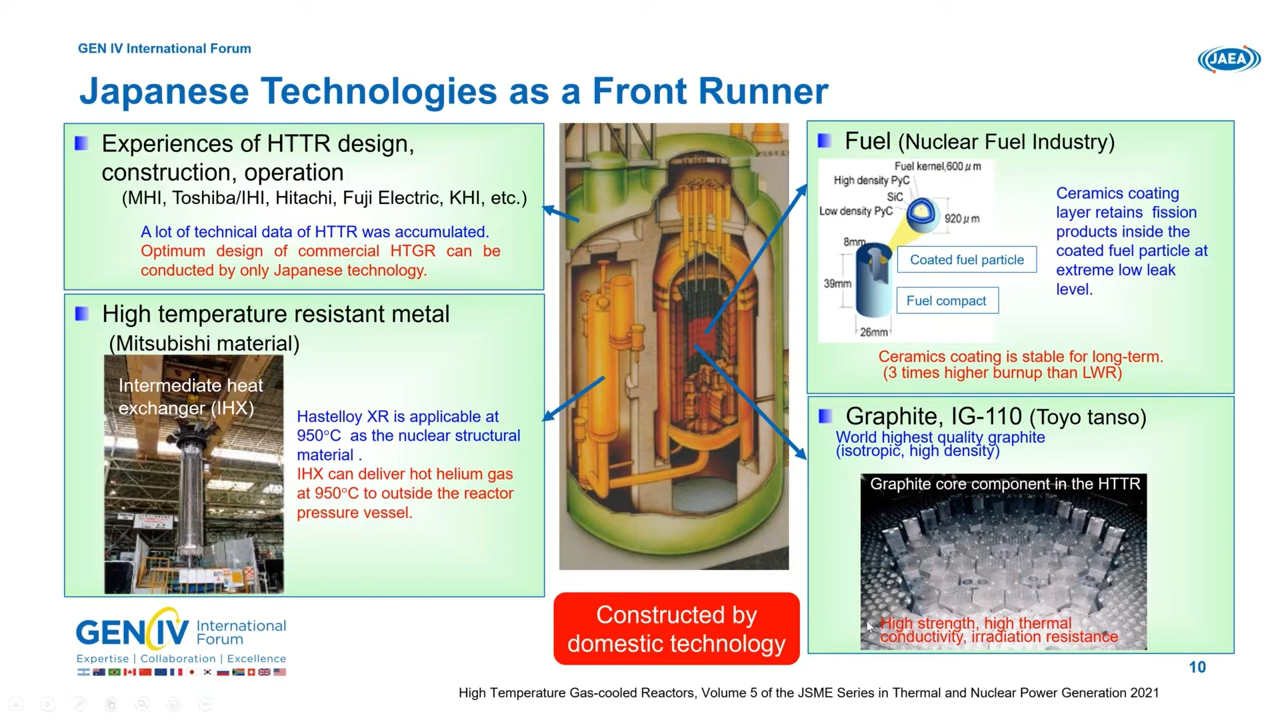 GEN IV International Forum
JAEA
Japanese Technologies as a Front Runner
Experiences of HTTR design,
construction, operation
(MHI, Toshiba/IHI, Hitachi, Fuji Electric, KHI, etc.)
A lot of technical data of HTTR was accumulated.
Optimum design of commercial HTGR can be
conducted by only Japanese technology.
High temperature resistant metal
(Mitsubishi material)
Intermediate heat
exchanger (IHX)
Hastelloy XR is applicable at
950°C as the nuclear structural
material .
IHX can deliver hot helium gas
at 950°C to outside the reactor
pressure vessel.
Constructed by
domestic technology
Fuel (Nuclear Fuel Industry)
Fuel kernel,600μm
High density PyC
SiC
Low density PyC
920μm
8mm
39mm
26mm
Coated fuel particle
Fuel compact
Ceramics coating
layer retains fission
products inside the
coated fuel particle at
extreme low leak
level.
Ceramics coating is stable for long-term.
(3 times higher burnup than LWR)
Graphite, IG-110 (Toyo tanso)
World highest quality graphite
(isotropic, high density)
Graphite core component in the HTTR
High strength, high thermal
conductivity, irradiation resistance
GEN IV International
Forum
Expertise | Collaboration | Excellence
10
High Temperature Gas-cooled Reactors, Volume 5 of the JSME Series in Thermal and Nuclear Power Generation 2021